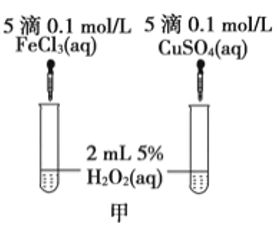 5 滴 0.1 mol/L
FeCl₃(aq)
5 滴 0.1 mol/L
CuSO₄(aq)
2 mL 5%
H₂O₂(aq)
甲